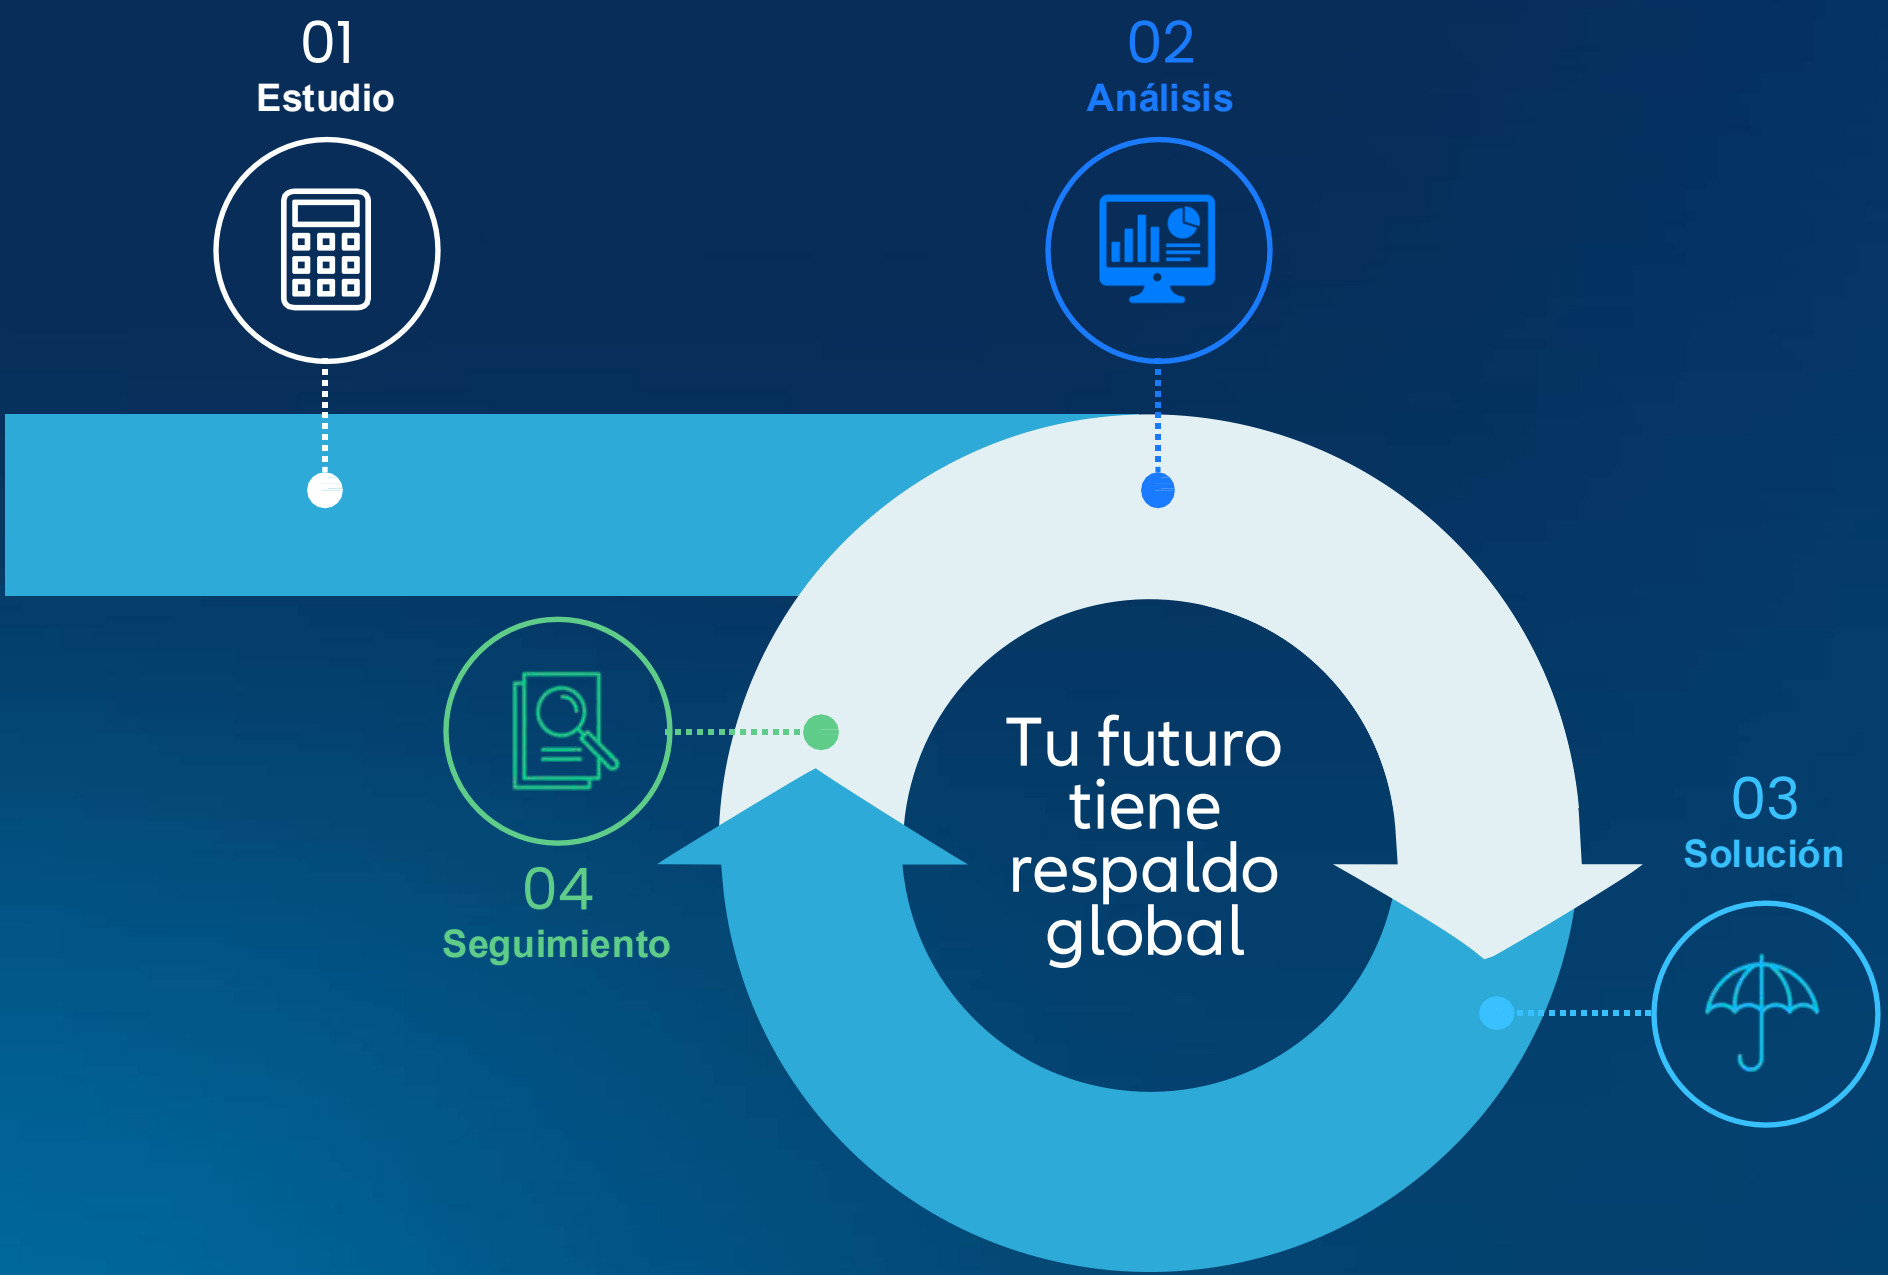 01
Estudio
02
Análisis
Tu futuro
tiene
respaldo
global
03
Solución
04
Seguimiento